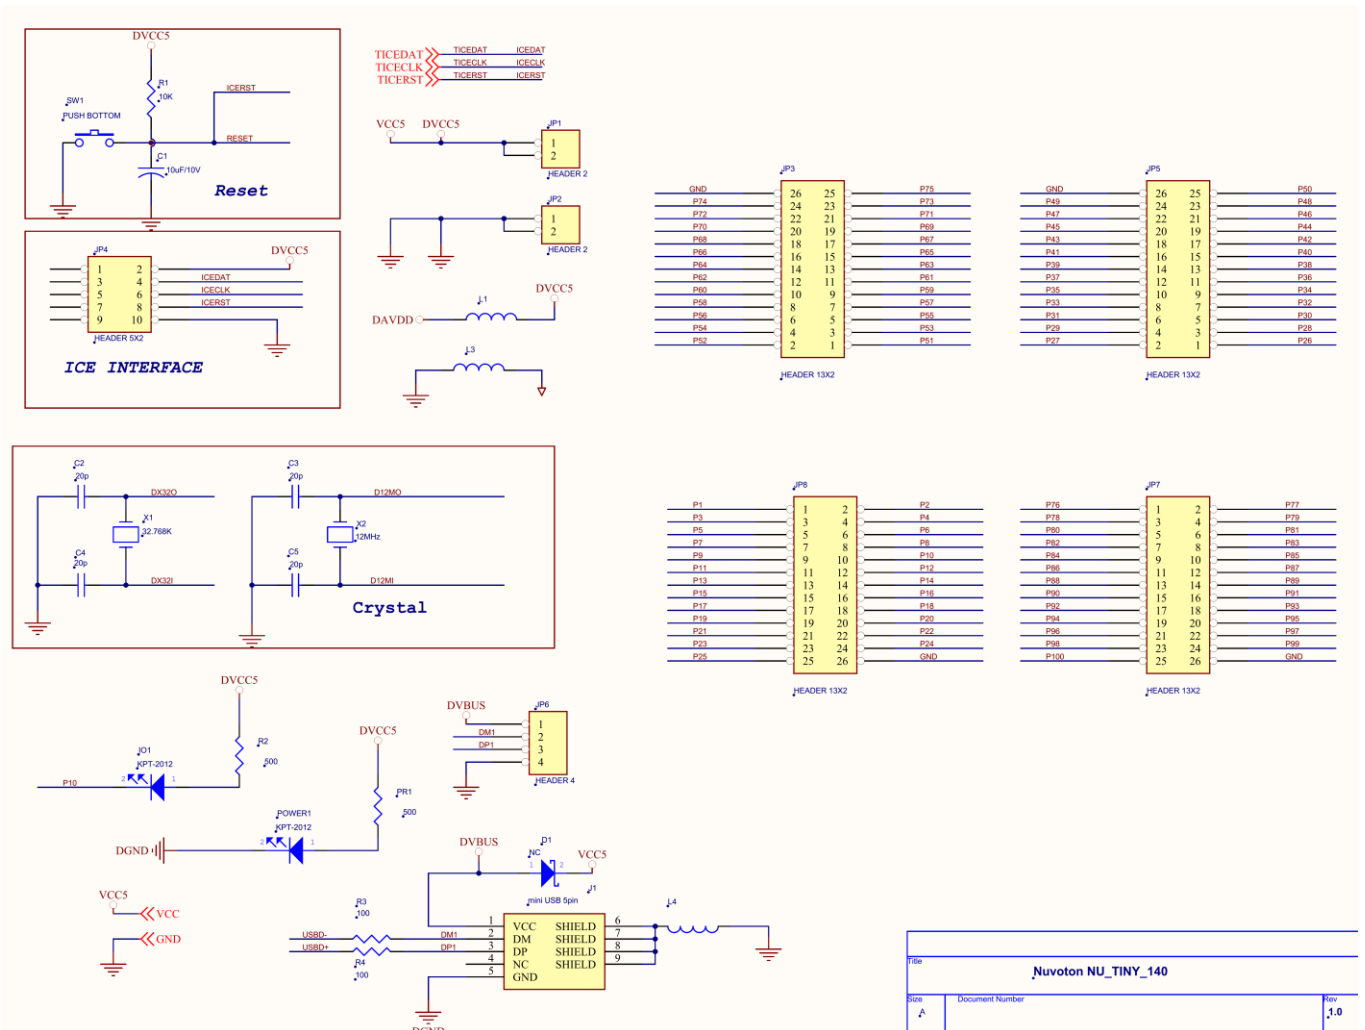 DVCC5
R1
10K
SW1
PUSH BOTTOM
ICERST
RESET
C1
10uF/10V
Reset
JP4
DVCC5
1 2
3 4 ICEDAT
5 6 ICECLK
7 8 ICERST
9 10
HEADER 5X2
ICE INTERFACE
TICEDAT TICEDAT ICEDAT
TICECLK TICECLK ICECLK
TICERST TICERST ICERST
VCC5 DVCC5
JP1
1
2
HEADER 2
JP2
1
2
HEADER 2
L1
DVCC5
DAVDD
L3
JP3
GND 26 25 P75
P74 24 23 P73
P72 22 21 P71
P70 20 19 P69
P68 18 17 P67
P66 16 15 P65
P64 14 13 P63
P62 12 11 P61
P60 10 9 P59
P58 8 7 P57
P56 6 5 P55
P54 4 3 P53
P52 2 1 P51
HEADER 13X2
JP5
GND 26 25 P50
P49 24 23 P48
P47 22 21 P46
P45 20 19 P44
P43 18 17 P42
P41 16 15 P40
P39 14 13 P38
P37 12 11 P36
P35 10 9 P34
P33 8 7 P32
P31 6 5 P30
P29 4 3 P28
P27 2 1 P26
HEADER 13X2
C2
20p
DX32O
X1
32.768K
C4
20p
DX32I
C3
20p
D12MO
X2
12MHz
C5
20p
D12MI
Crystal
JP8
P1 1 2 P2
P3 3 4 P4
P5 5 6 P6
P7 7 8 P8
P9 9 10 P10
P11 11 12 P12
P13 13 14 P14
P15 15 16 P16
P17 17 18 P18
P19 19 20 P20
P21 21 22 P22
P23 23 24 P24
P25 25 26 GND
HEADER 13X2
JP7
P76 1 2 P77
P78 3 4 P79
P80 5 6 P81
P82 7 8 P83
P84 9 10 P85
P86 11 12 P87
P88 13 14 P89
P90 15 16 P91
P92 17 18 P93
P94 19 20 P95
P96 21 22 P97
P98 23 24 P99
P100 25 26 GND
HEADER 13X2
DVCC5
R2
500
IO1
KPT-2012
P10 2 1
DVCC5
PR1
500
POWER1
KPT-2012
2 1
DGND
DVBUS
JP6
1
DM1 2
DP1 3
4
HEADER 4
VCC5
VCC
GND
DVBUS
D1
NC
1 2
VCC5
J1
mini USB 5pin
R3
100
USBD- DM1
USBD+ DP1
R4
100
1 VCC SHIELD 6
2 DM SHIELD 7
3 DP SHIELD 8
4 NC SHIELD 9
5 GND
L4
DGND
Title
Nuvoton NU_TINY_140
Size
A
Document Number
Rev
1.0